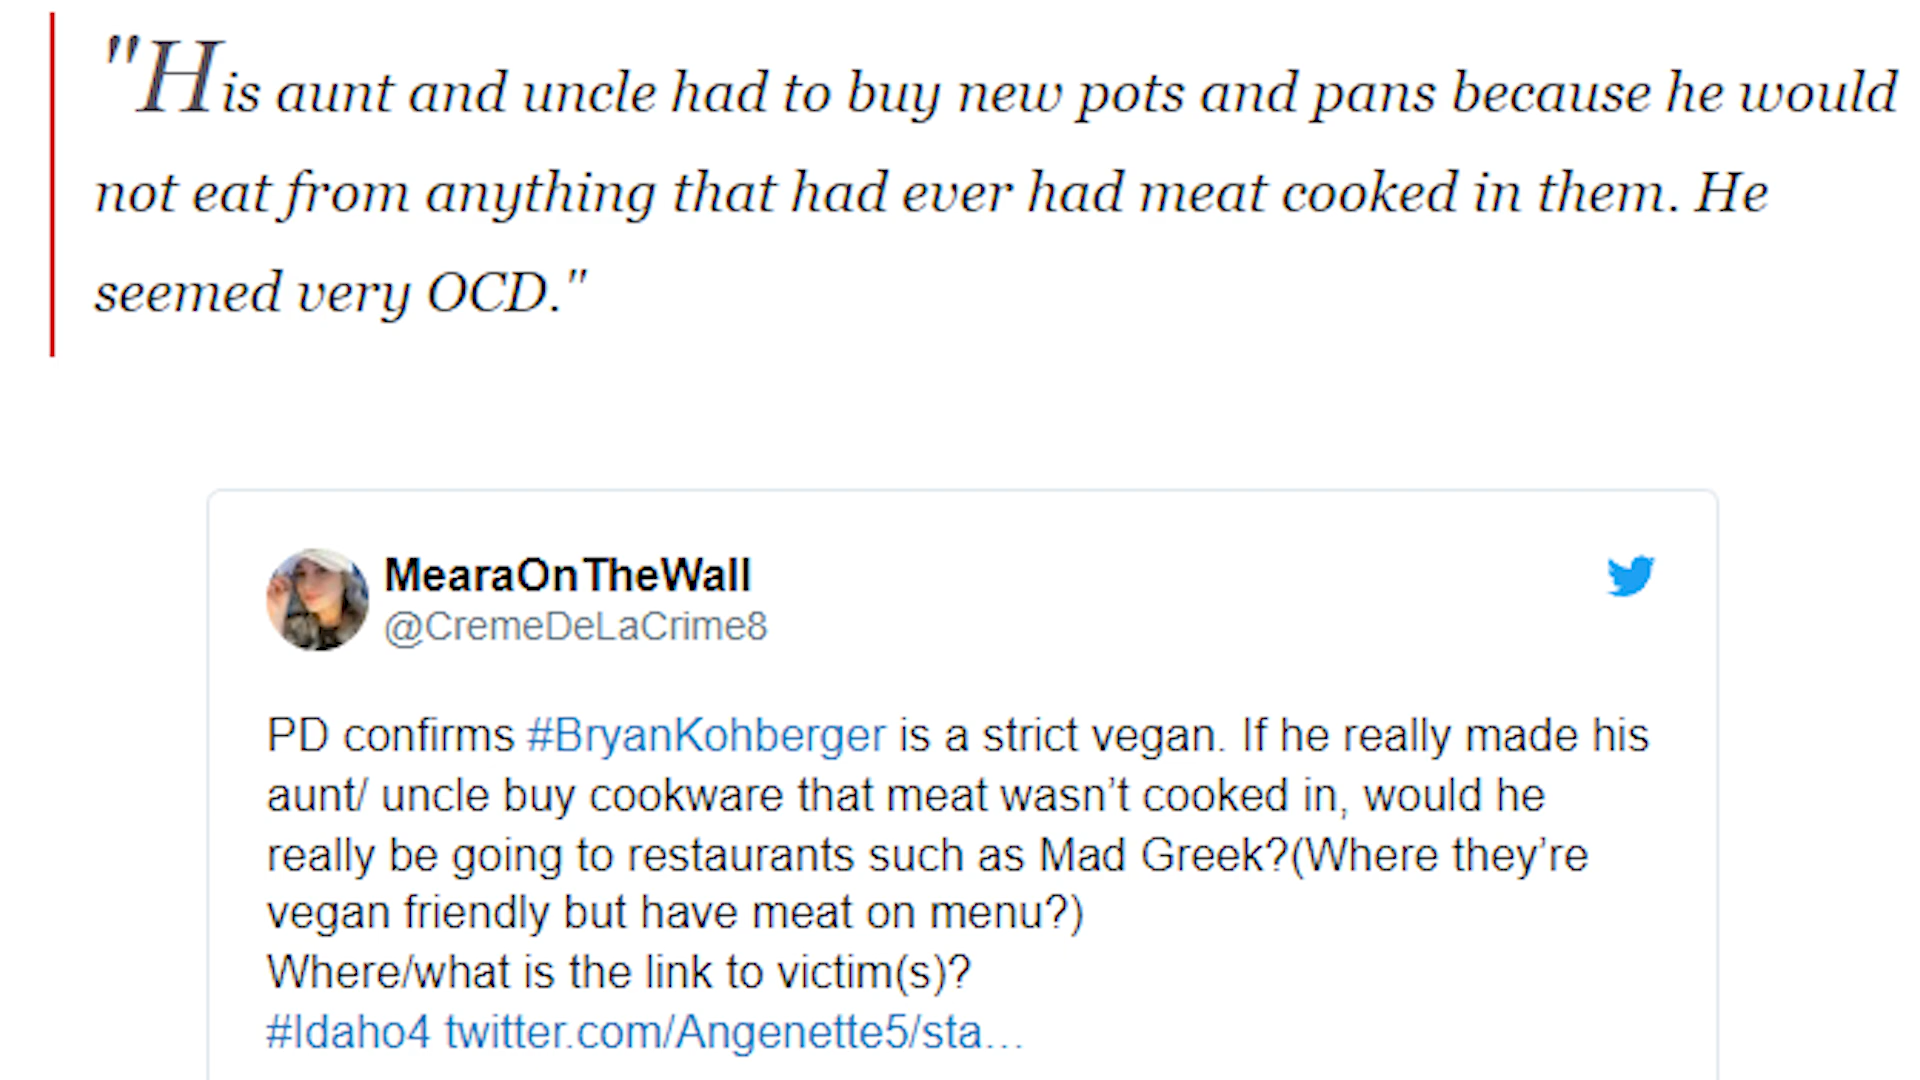 "His aunt and uncle had to buy new pots and pans because he would
not eat from anything that had ever had meat cooked in them. He
seemed very OCD."
MearaOnTheWall
@CremeDeLaCrime8
PD confirms #BryanKohberger is a strict vegan. If he really made his
aunt/ uncle buy cookware that meat wasn’t cooked in, would he
really be going to restaurants such as Mad Greek?(Where they’re
vegan friendly but have meat on menu?)
Where/what is the link to victim(s)?
#Idaho4 twitter.com/Angenette5/sta…